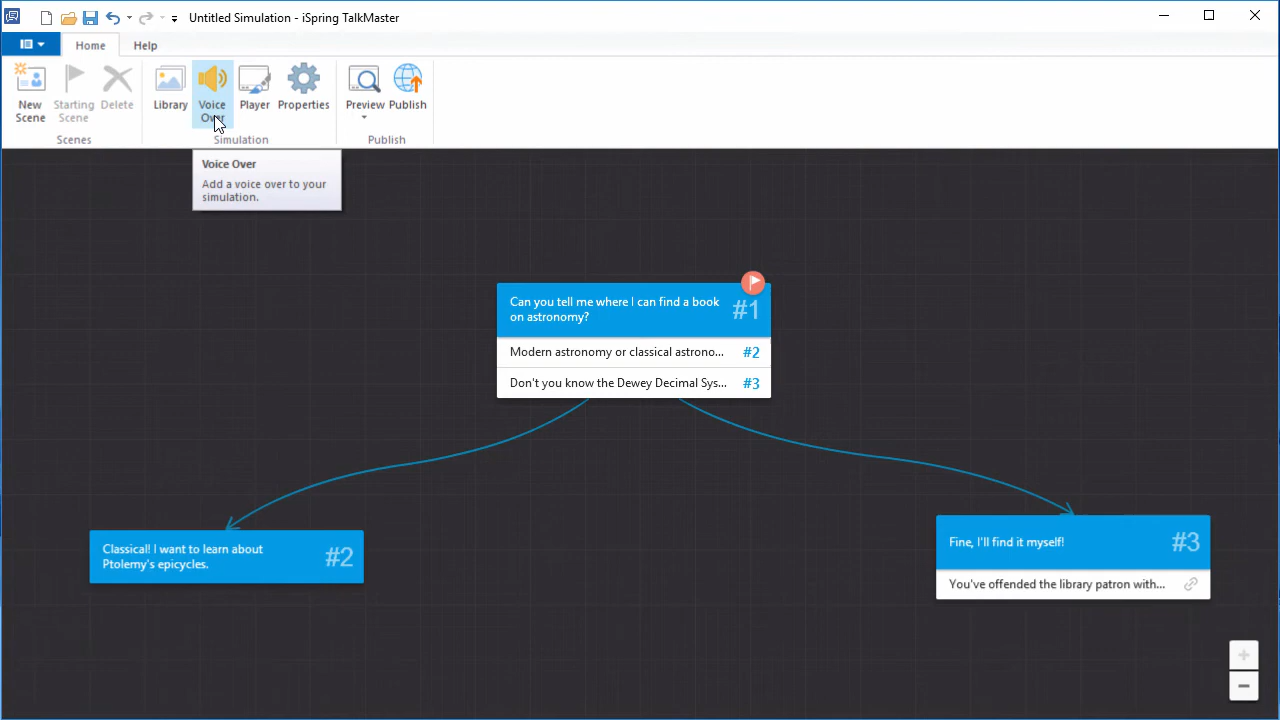 Untitled Simulation - iSpring TalkMaster
Home
Help
New
Scene
Starting
Scene
Delete
Library
Voice
Over
Player
Properties
Preview
Publish
Scenes
Simulation
Publish
Voice Over
Add a voice over to your
simulation.
Can you tell me where I can find a book
on astronomy?
#1
Modern astronomy or classical astrono...
#2
Don't you know the Dewey Decimal Sys...
#3
Classical! I want to learn about
Ptolemy's epicycles.
#2
Fine, I'll find it myself!
#3
You've offended the library patron with...